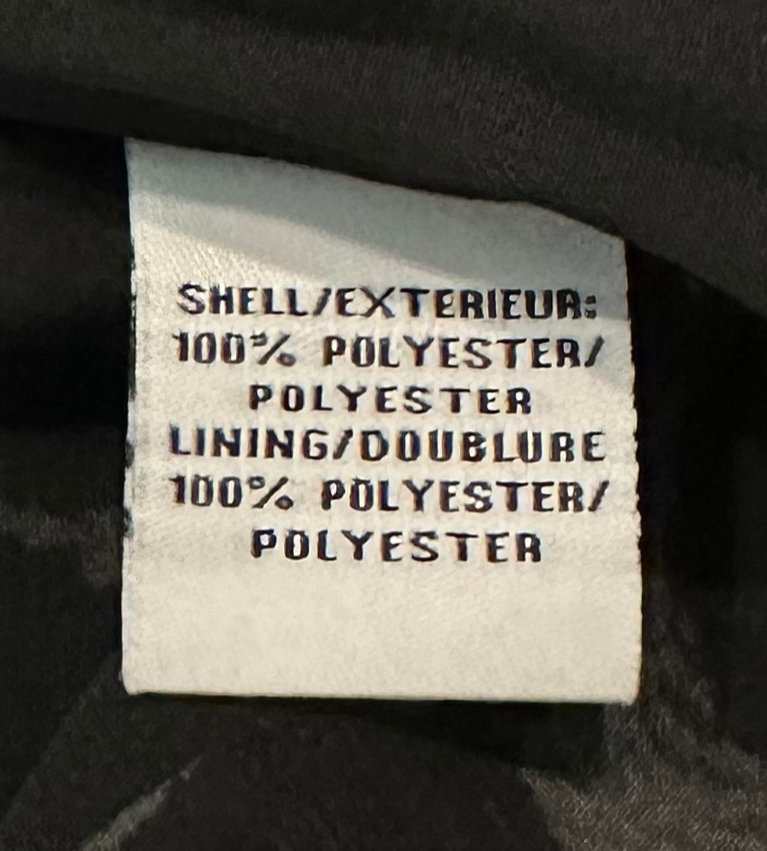 SHELL/EXTERIEUR:
100% POLYESTER/
POLYESTER
LINING/DOUBLURE
100% POLYESTER/
POLYESTER